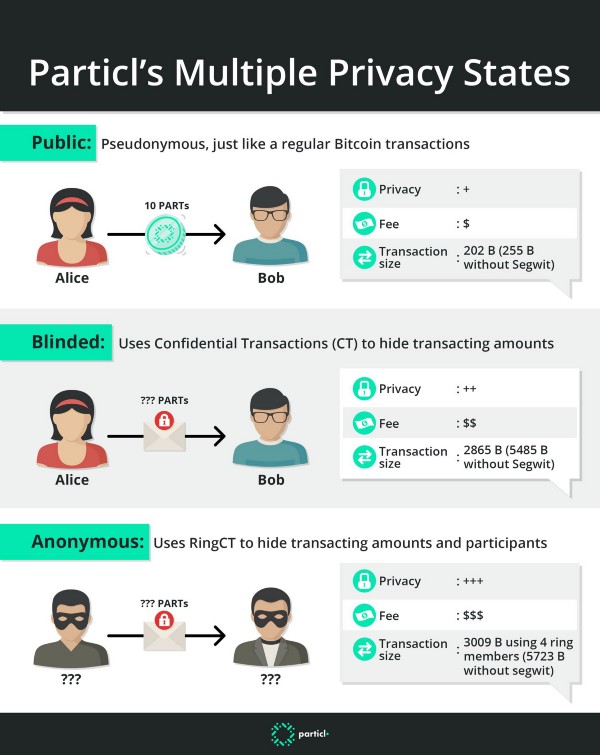 Particl's Multiple Privacy States
Public: Pseudonymous, just like a regular Bitcoin transactions
10 PARTs
Alice
Bob
Privacy : +
Fee : $
Transaction size : 202 B (255 B
without Segwit)
Blinded: Uses Confidential Transactions (CT) to hide transacting amounts
??? PARTs
Alice
Bob
Privacy : ++
Fee : $$
Transaction size : 2865 B (5485 B
without Segwit)
Anonymous: Uses RingCT to hide transacting amounts and participants
??? PARTs
???
???
Privacy : +++
Fee : $$$
Transaction size : 3009 B using 4 ring
members (5723 B
without segwit)
particl